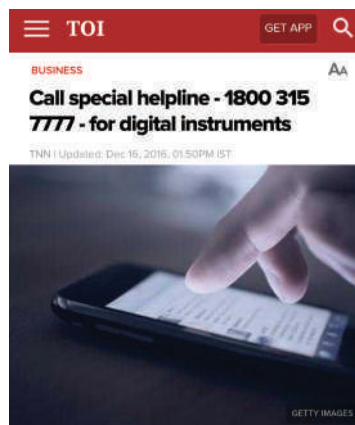 TOI
GET APP
BUSINESS
AA
Call special helpline - 1800 315
7777 - for digital instruments
TNN | Updated: Dec 16, 2016, 01.50PM IST
GETTY IMAGES